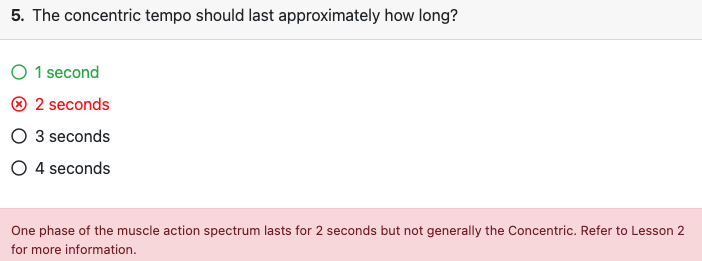 5. The concentric tempo should last approximately how long?
1 second
2 seconds
3 seconds
4 seconds
One phase of the muscle action spectrum lasts for 2 seconds but not generally the Concentric. Refer to Lesson 2
for more information.